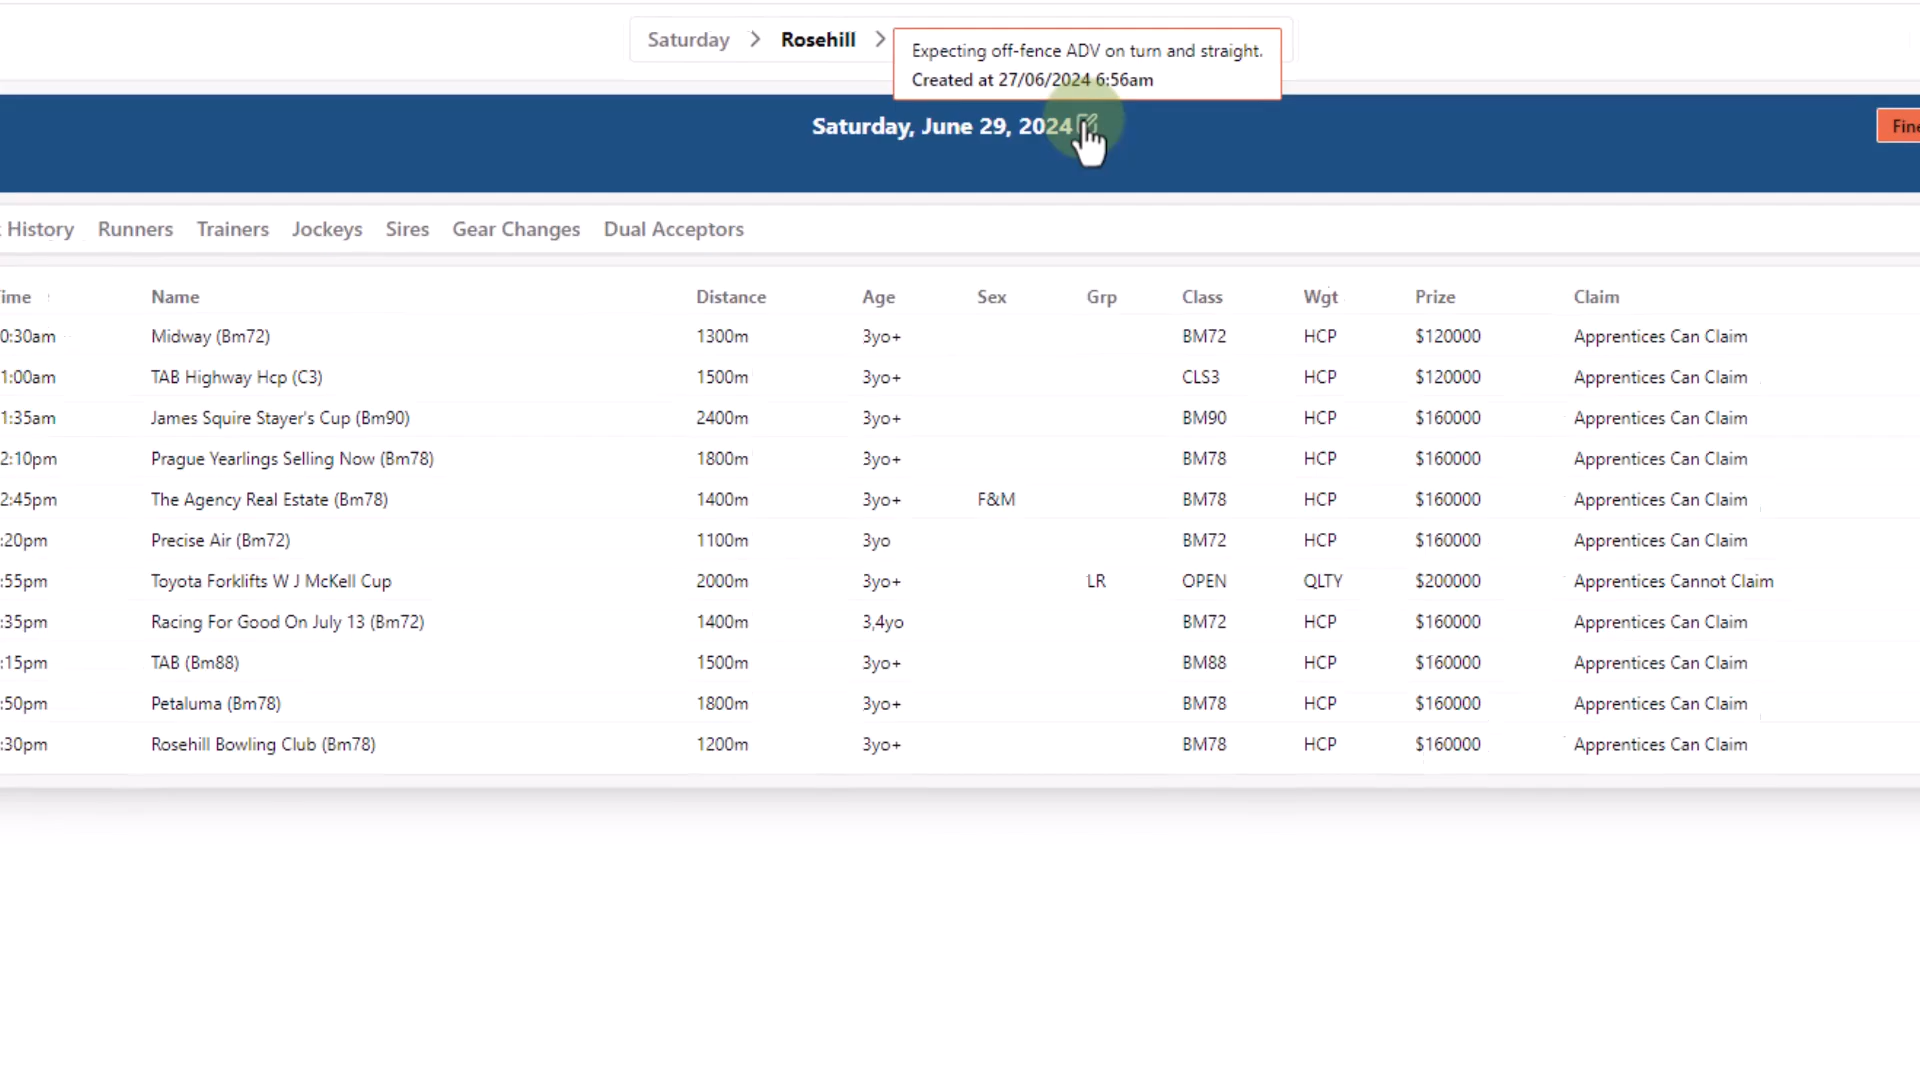 Saturday > Rosehill >
Expecting off-fence ADV on turn and straight.
Created at 27/06/2024 6:56am
Saturday, June 29, 2024
Fine
History Runners Trainers Jockeys Sires Gear Changes Dual Acceptors
ime Name Distance Age Sex Grp Class Wgt Prize Claim
0:30am Midway (Bm72) 1300m 3yo+ BM72 HCP $120000 Apprentices Can Claim
1:00am TAB Highway Hcp (C3) 1500m 3yo+ CLS3 HCP $120000 Apprentices Can Claim
1:35am James Squire Stayer's Cup (Bm90) 2400m 3yo+ BM90 HCP $160000 Apprentices Can Claim
2:10pm Prague Yearlings Selling Now (Bm78) 1800m 3yo+ BM78 HCP $160000 Apprentices Can Claim
2:45pm The Agency Real Estate (Bm78) 1400m 3yo+ F&M BM78 HCP $160000 Apprentices Can Claim
:20pm Precise Air (Bm72) 1100m 3yo BM72 HCP $160000 Apprentices Can Claim
:55pm Toyota Forklifts W J McKell Cup 2000m 3yo+ LR OPEN QLTY $200000 Apprentices Cannot Claim
:35pm Racing For Good On July 13 (Bm72) 1400m 3,4yo BM72 HCP $160000 Apprentices Can Claim
:15pm TAB (Bm88) 1500m 3yo+ BM88 HCP $160000 Apprentices Can Claim
:50pm Petaluma (Bm78) 1800m 3yo+ BM78 HCP $160000 Apprentices Can Claim
:30pm Rosehill Bowling Club (Bm78) 1200m 3yo+ BM78 HCP $160000 Apprentices Can Claim